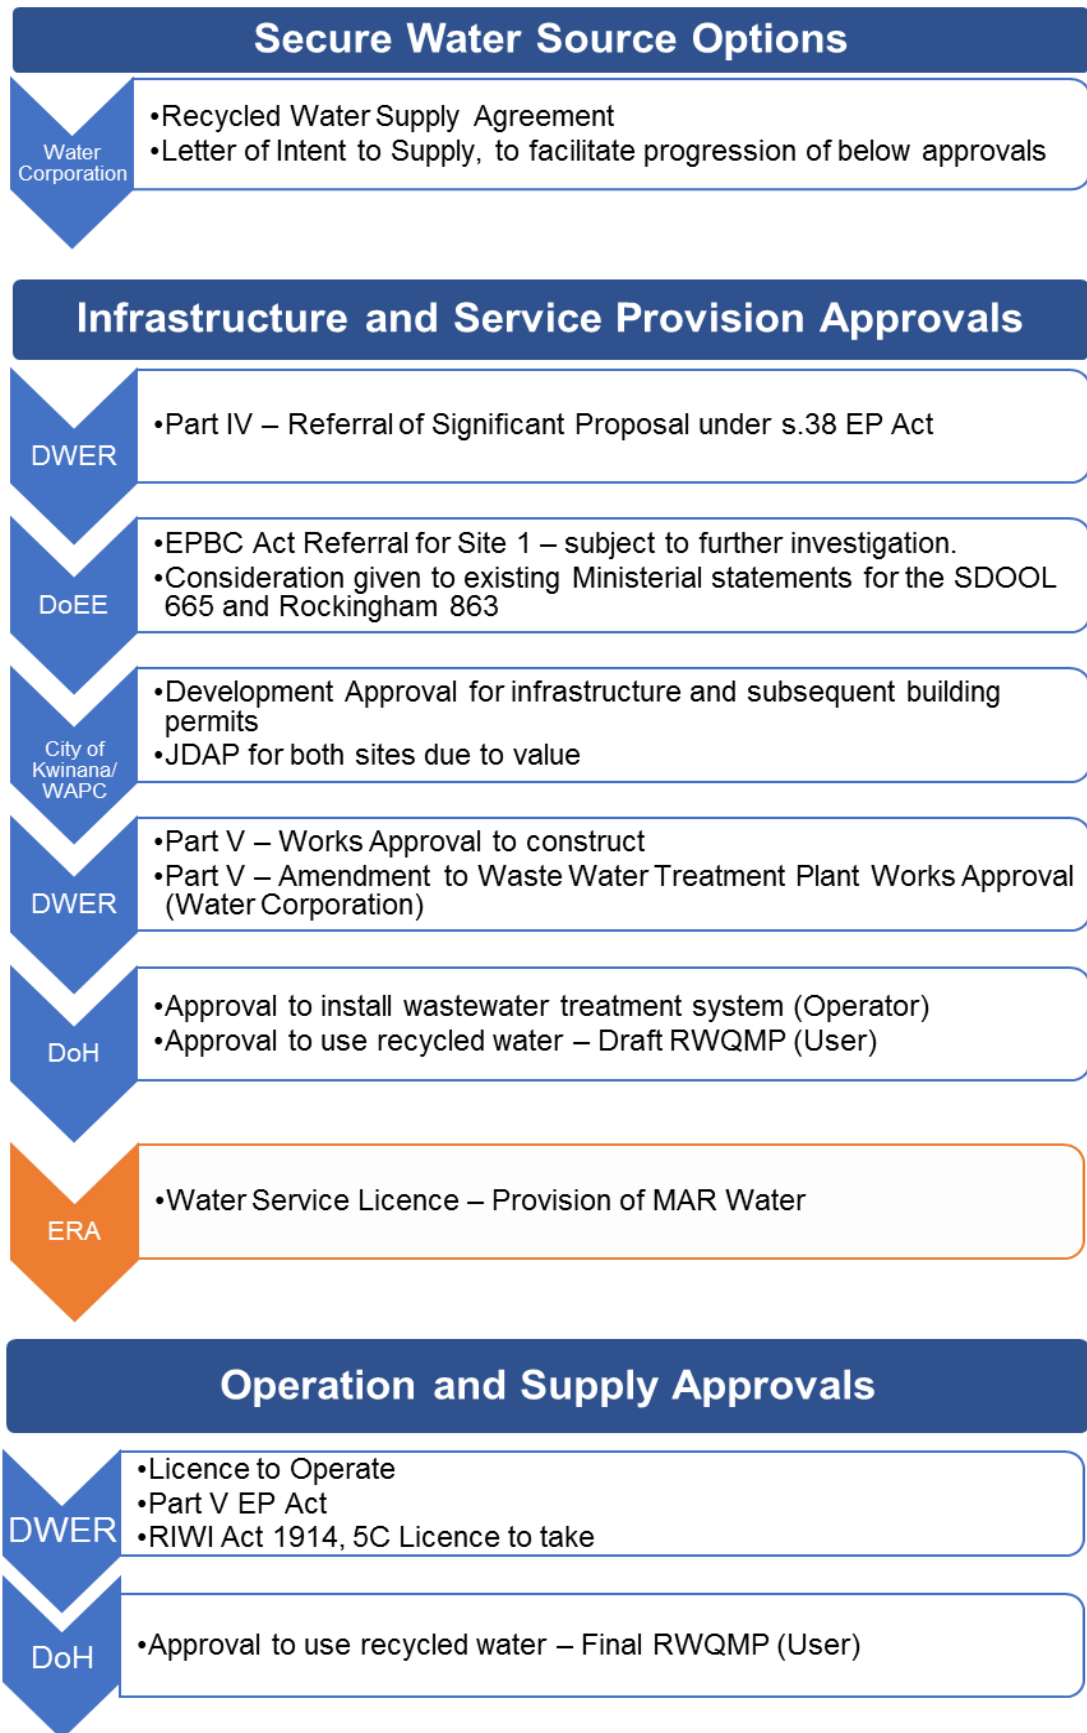 Secure Water Source Options
Water
Corporation
•Recycled Water Supply Agreement
•Letter of Intent to Supply, to facilitate progression of below approvals
Infrastructure and Service Provision Approvals
DWER
•Part IV – Referral of Significant Proposal under s.38 EP Act
DoEE
•EPBC Act Referral for Site 1 – subject to further investigation.
•Consideration given to existing Ministerial statements for the SDOOL
665 and Rockingham 863
City of
Kwinana/
WAPC
•Development Approval for infrastructure and subsequent building
permits
•JDAP for both sites due to value
DWER
•Part V – Works Approval to construct
•Part V – Amendment to Waste Water Treatment Plant Works Approval
(Water Corporation)
DoH
•Approval to install wastewater treatment system (Operator)
•Approval to use recycled water – Draft RWQMP (User)
ERA
•Water Service Licence – Provision of MAR Water
Operation and Supply Approvals
DWER
•Licence to Operate
•Part V EP Act
•RIWI Act 1914, 5C Licence to take
DoH
•Approval to use recycled water – Final RWQMP (User)